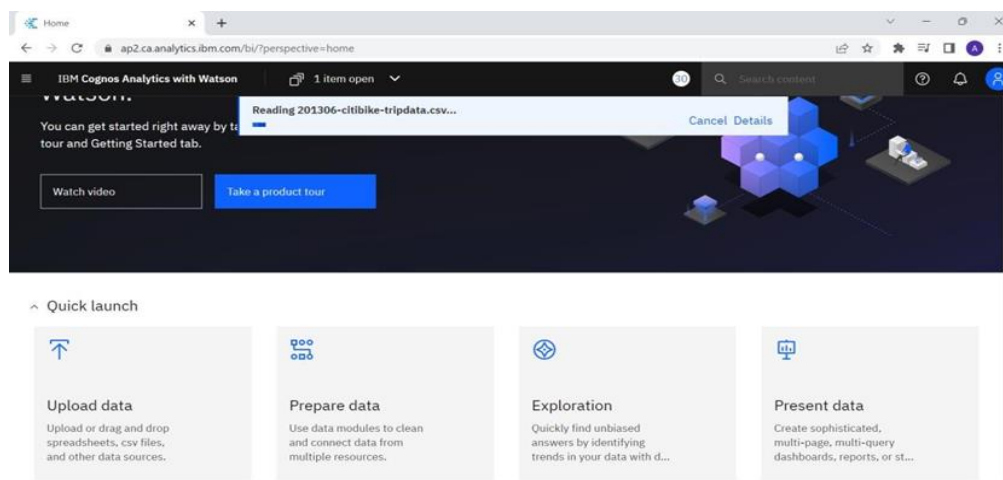 Home
ap2.ca.analytics.ibm.com/bi/?perspective=home
A
IBM Cognos Analytics with Watson
1 item open
30
Search content
Watson.
Reading 201306-citibike-tripdata.csv...
Cancel Details
You can get started right away by ta
tour and Getting Started tab.
Watch video
Take a product tour
Quick launch
Upload data
Upload or drag and drop
spreadsheets, csv files,
and other data sources.
Prepare data
Use data modules to clean
and connect data from
multiple resources.
Exploration
Quickly find unbiased
answers by identifying
trends in your data with d...
Present data
Create sophisticated,
multi-page, multi-query
dashboards, reports, or st...